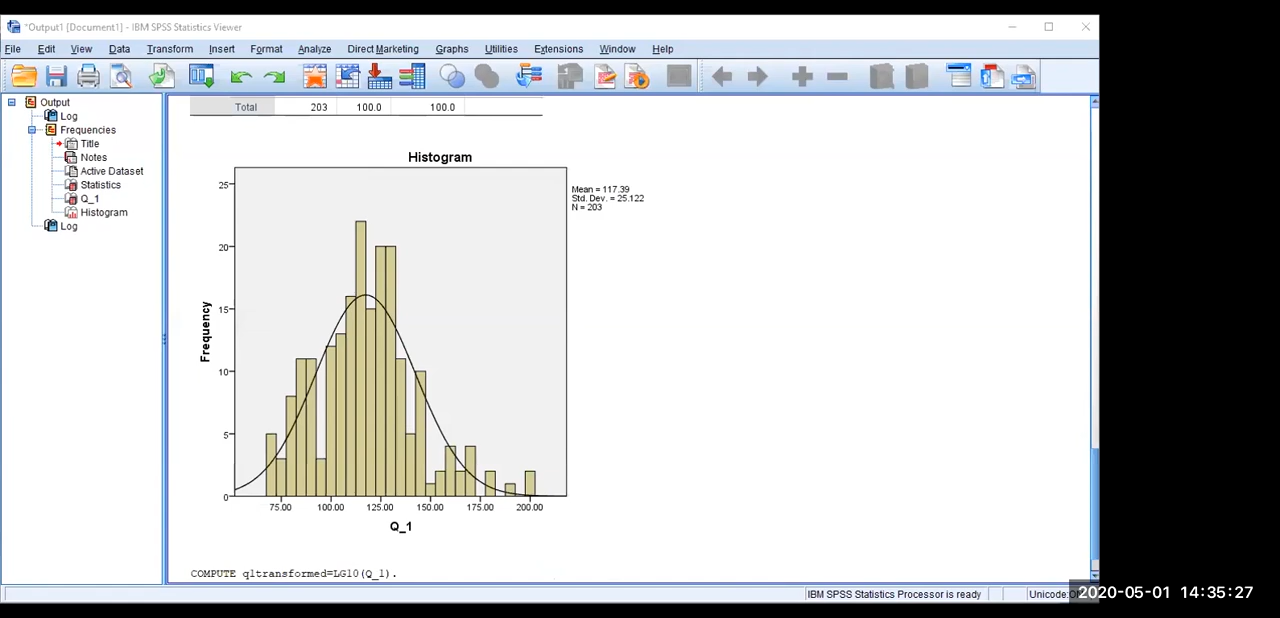 *Output1 [Document1] - IBM SPSS Statistics Viewer
File Edit View Data Transform Insert Format Analyze Direct Marketing Graphs Utilities Extensions Window Help
Output
Log
Frequencies
Title
Notes
Active Dataset
Statistics
Q_1
Histogram
Log
Total 203 100.0 100.0
Histogram
Mean = 117.39
Std. Dev. = 25.122
N = 203
Frequency
25
20
15
10
5
0
75.00 100.00 125.00 150.00 175.00 200.00
Q_1
COMPUTE q1transformed=LG10(Q_1).
IBM SPSS Statistics Processor is ready
Unicode:
2020-05-01 14:35:27